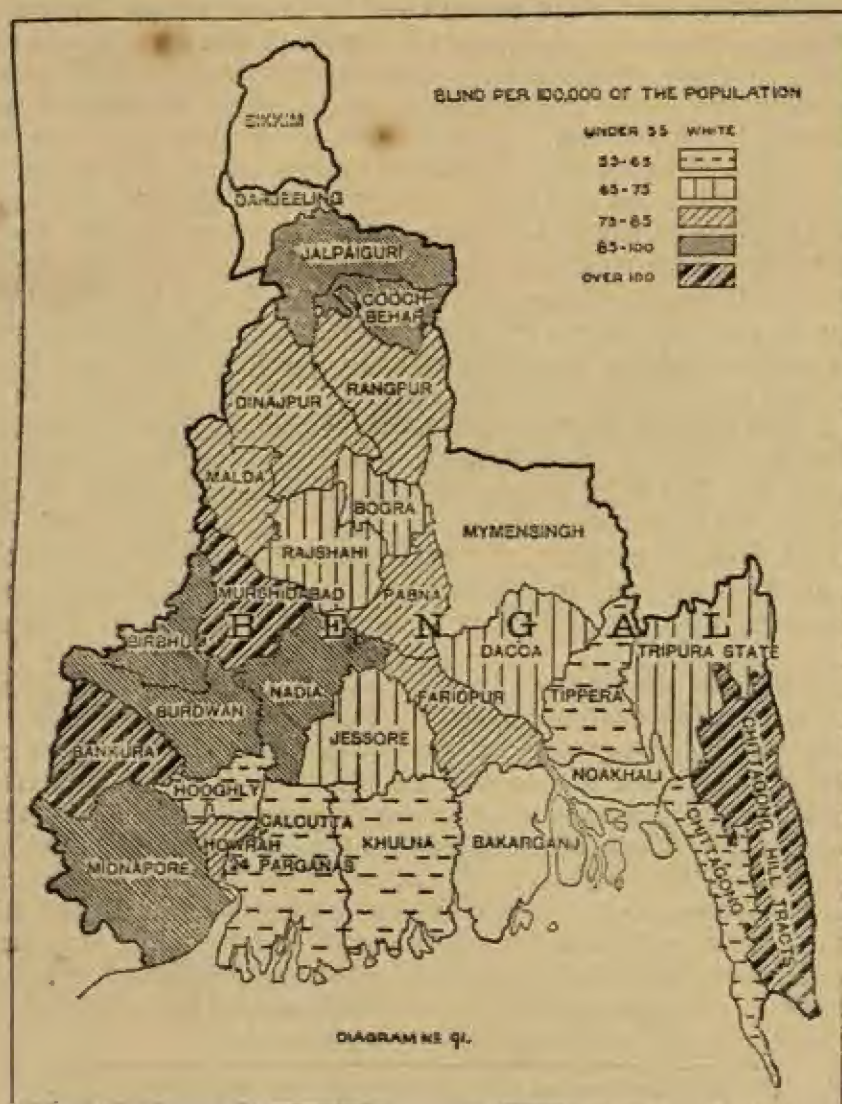 BLIND PER 100,000 OF THE POPULATION
UNDER 55 WHITE
55-65
65-75
75-85
85-100
OVER 100
SIKKIM
DARJEELING
JALPAIGURI
COOCH-
BEHAR
DINAJPUR
RANGPUR
MALDA
BOGRA
MYMENSINGH
RAJSHAHI
MURSHIDABAD
PABNA
BENGAL
BIRBHUM
DACCA
TRIPURA STATE
NADIA
FARIDPUR
TIPPERA
BURDWAN
JESSORE
BANKURA
NOAKHALI
HOOGHLY
CHITTAGONG HILL TRACTS
CALCUTTA
HOWRAH
KHULNA
BAKARGANJ
CHITTAGONG
MIDNAPORE
24 PARGANAS
DIAGRAM NO 91.